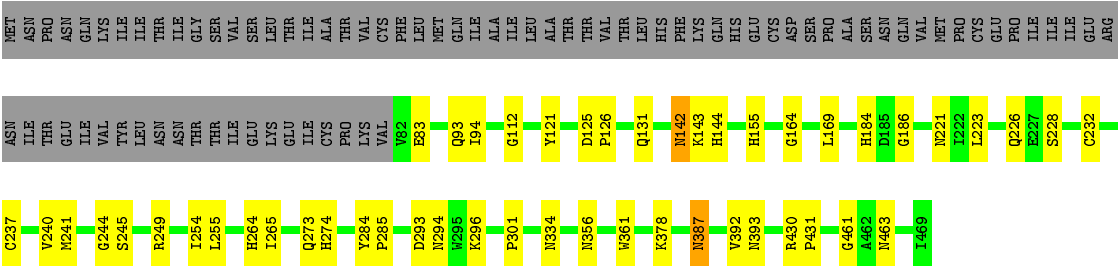 MET ASN PRO ASN GLN LYS ILE ILE THR ILE GLY SER VAL SER LEU THR ILE ALA THR VAL CYS PHE LEU MET GLN ILE ALA ILE LEU ALA THR THR VAL THR LEU HIS PHE LYS GLN HIS GLU CYS ASP SER PRO ALA SER ASN GLN VAL MET PRO CYS GLU PRO ILE ILE ILE GLU ARG
ASN ILE THR GLU ILE VAL TYR LEU ASN ASN THR THR ILE GLU LYS GLU ILE CYS PRO LYS VAL V82 E83 Q93 I94 G112 Y121 D125 P126 Q131 N142 K143 H144 H155 G164 L169 H184 D185 G186 N221 I222 L223 Q226 E227 S228 C232
C237 V240 M241 G244 S245 R249 I254 L255 H264 I265 Q273 H274 Y284 P285 D293 N294 W295 K296 P301 N334 N356 W361 K378 N387 V392 N393 R430 P431 G461 A462 N463 I469